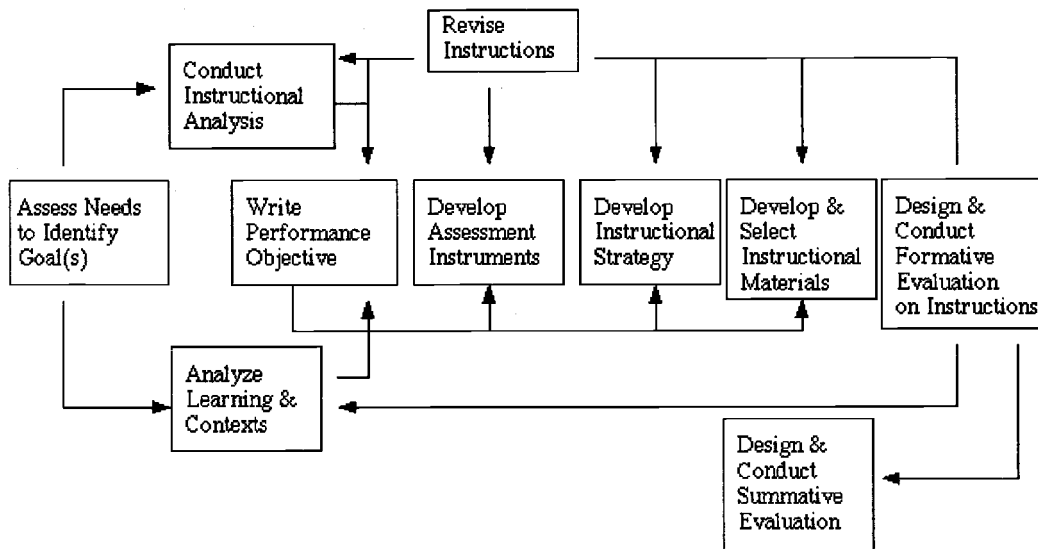 Revise
Instructions
Conduct
Instructional
Analysis
Assess Needs
to Identify
Goal(s)
Write
Performance
Objective
Develop
Assessment
Instruments
Develop
Instructional
Strategy
Develop &
Select
Instructional
Materials
Design &
Conduct
Formative
Evaluation
on Instructions
Analyze
Learning &
Contexts
Design &
Conduct
Summative
Evaluation